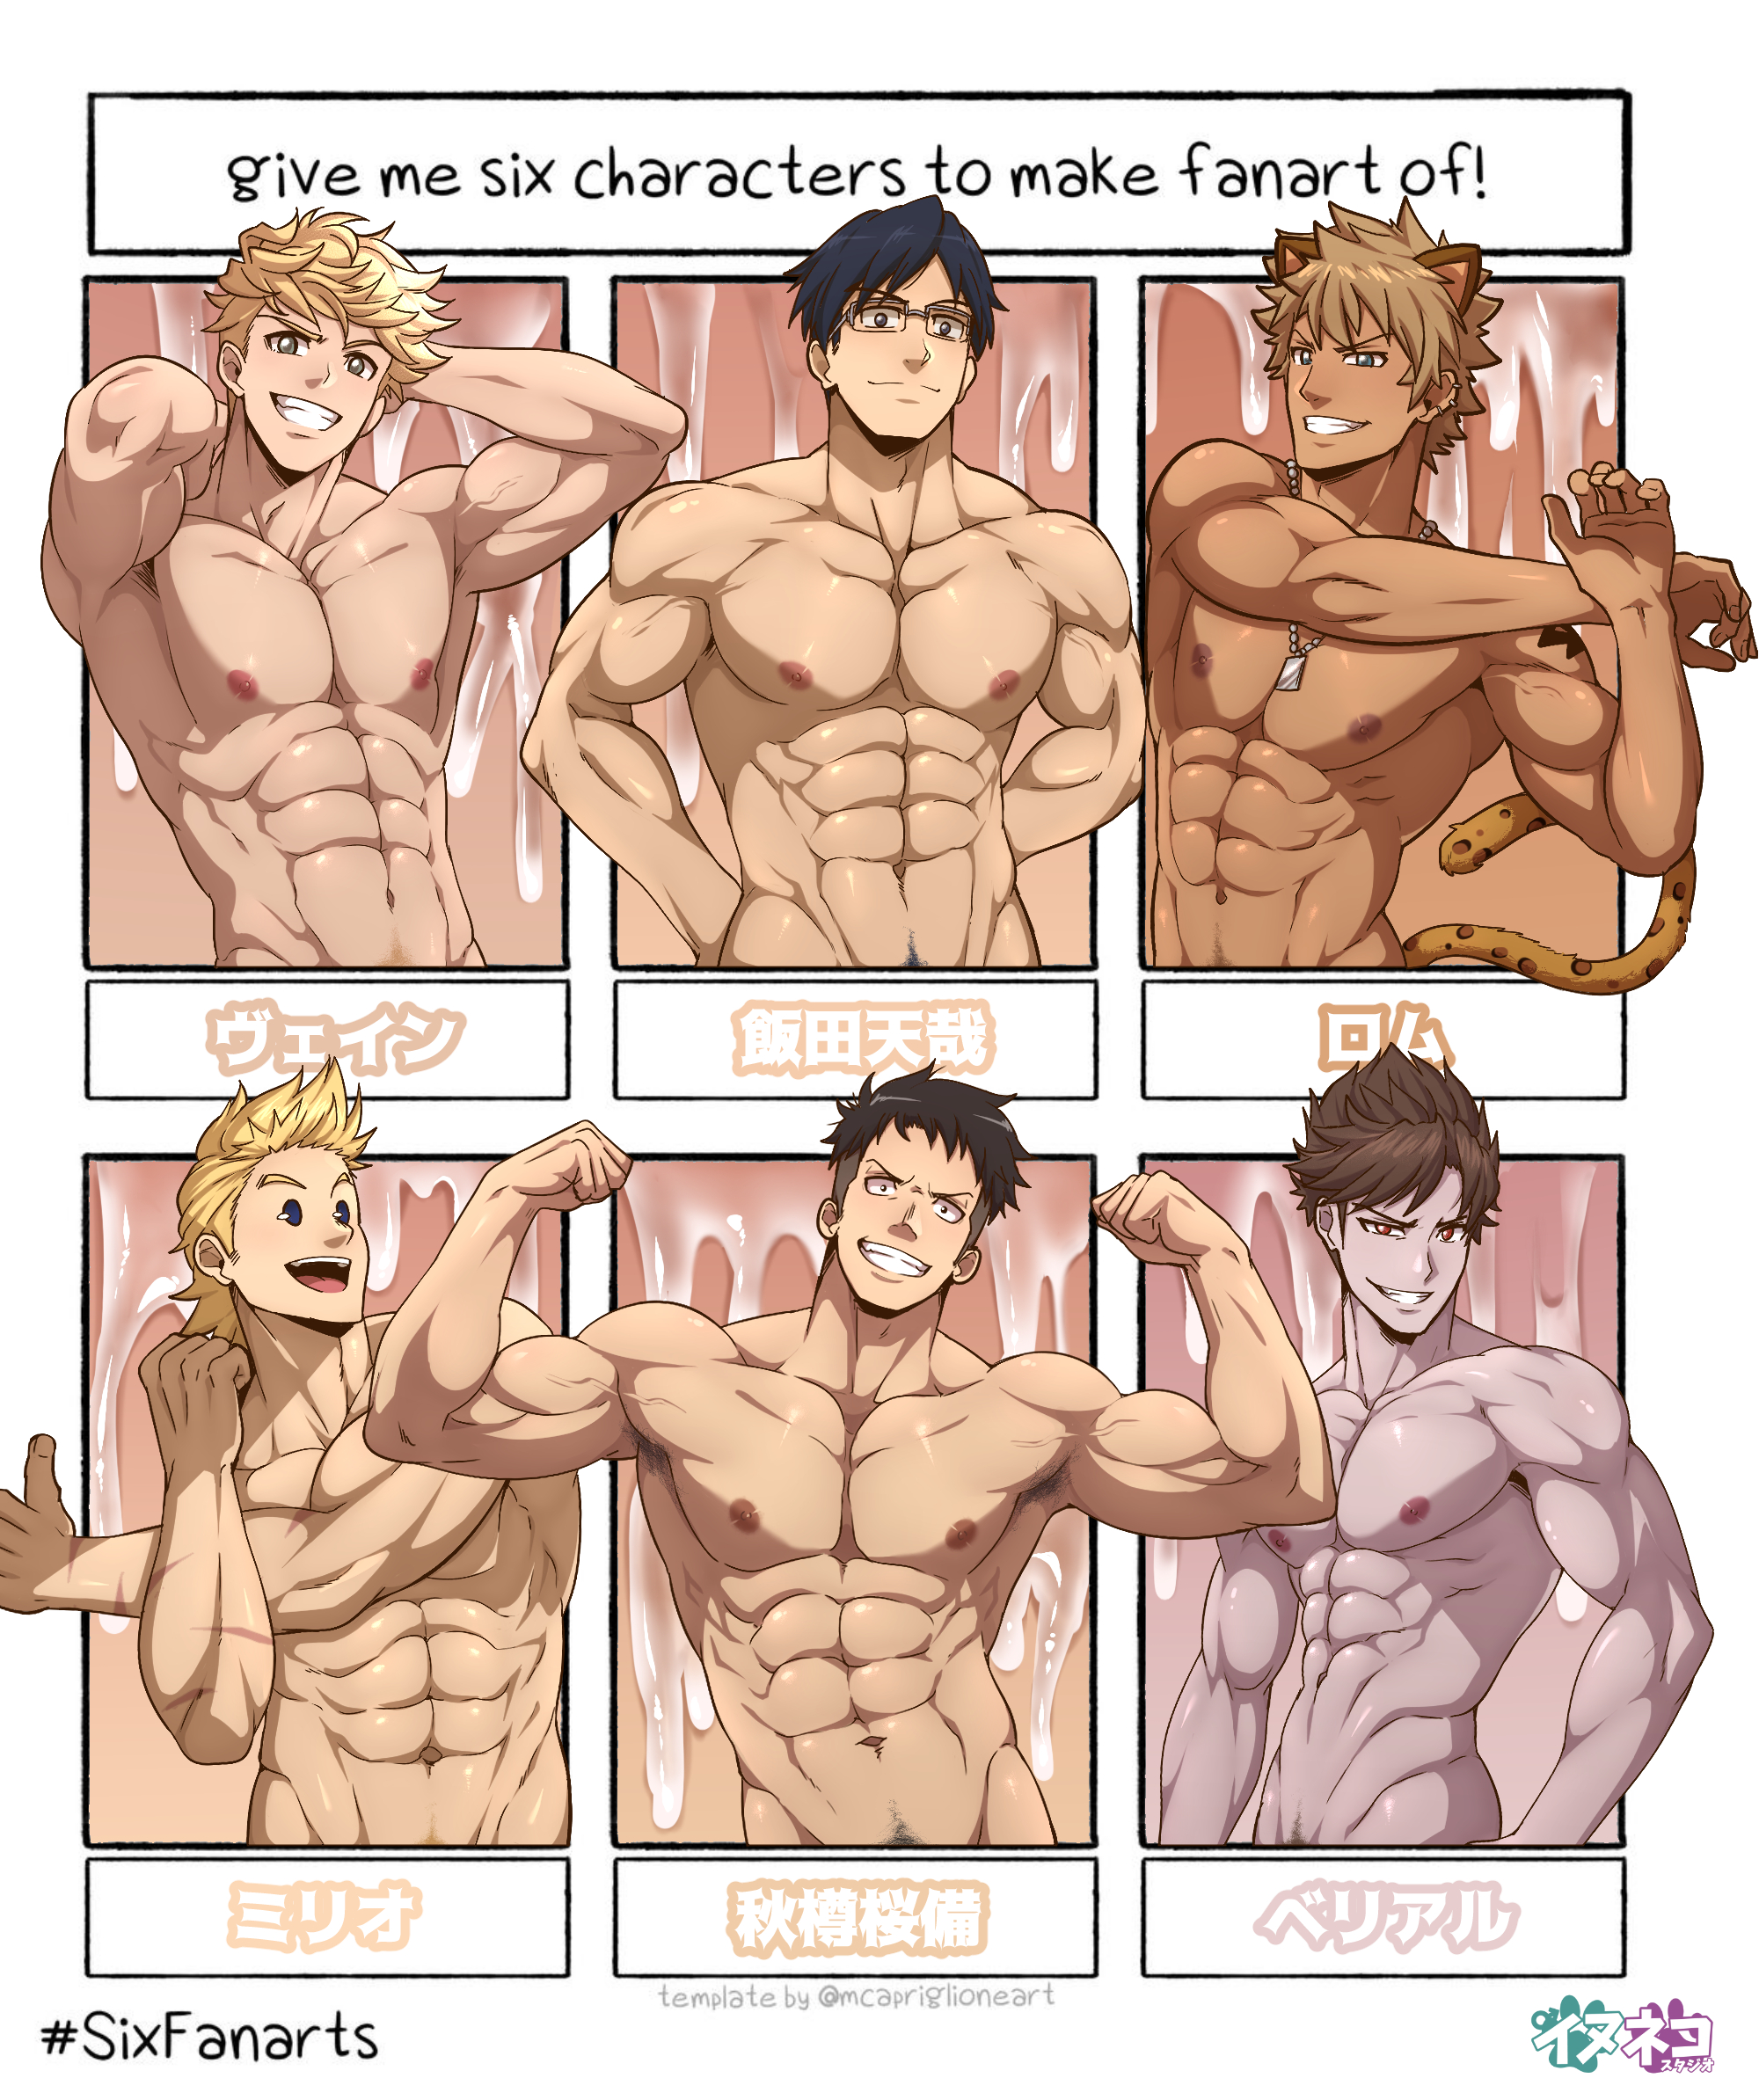 give me six characters to make fanart of!
ヴェイン
飯田天哉
ロム
ミリオ
秋樽桜備
ベリアル
template by @mcapriglioneart
#SixFanarts
イヌネコ
スタジオ